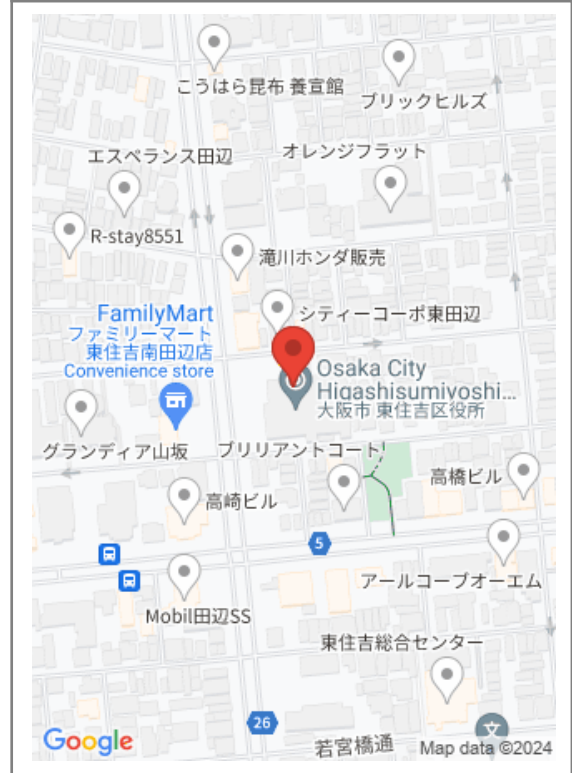 こうはら昆布 養宣館
ブリックヒルズ
エスペランス田辺
オレンジフラット
R-stay8551
滝川ホンダ販売
FamilyMart
ファミリーマート
東住吉南田辺店
Convenience store
シティーコーポ東田辺
Osaka City
Higashisumiyoshi...
大阪市 東住吉区役所
グランディア山坂
ブリリアントコートI
高橋ビル
高崎ビル
5
アールコーブオーエム
Mobil田辺SS
東住吉総合センター
26
文
Google
若宮橋通
Map data ©2024